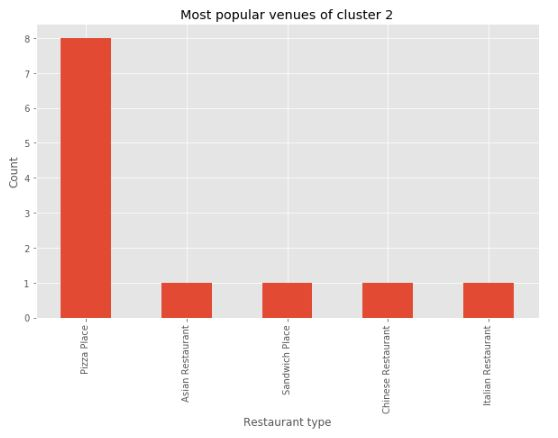 Most popular venues of cluster 2
Count
8
7
6
5
4
3
2
1
0
Pizza Place
Asian Restaurant
Sandwich Place
Chinese Restaurant
Italian Restaurant
Restaurant type